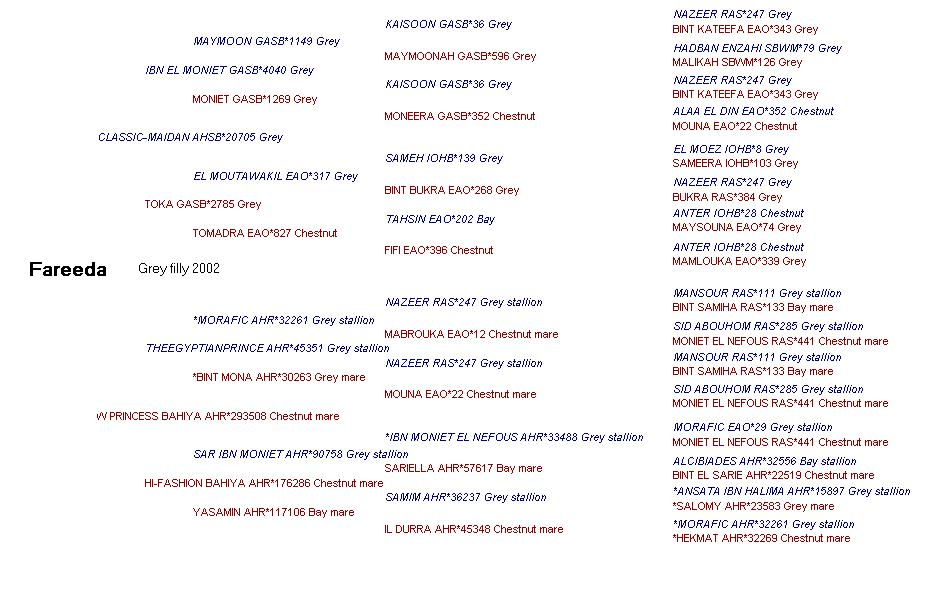 NAZEER RAS*247 Grey
KAISOON GASB*36 Grey
BINT KATEEFA EAO*343 Grey
MAYMOON GASB*1149 Grey
HADBAN ENZAHI SBWM*79 Grey
MAYMOONAH GASB*596 Grey
MALIKAH SBWM*126 Grey
IBN EL MONIET GASB*4040 Grey
NAZEER RAS*247 Grey
KAISOON GASB*36 Grey
BINT KATEEFA EAO*343 Grey
MONIET GASB*1269 Grey
ALAA EL DIN EAO*352 Chestnut
MONEERA GASB*352 Chestnut
MOUNA EAO*22 Chestnut
CLASSIC-MAIDAN AHSB*20705 Grey
EL MOEZ IOHB*8 Grey
SAMEH IOHB*139 Grey
SAMEERA IOHB*103 Grey
EL MOUTAWAKIL EAO*317 Grey
NAZEER RAS*247 Grey
BINT BUKRA EAO*268 Grey
BUKRA RAS*384 Grey
TOKA GASB*2785 Grey
ANTER IOHB*28 Chestnut
TAHSIN EAO*202 Bay
MAYSOUNA EAO*74 Grey
TOMADRA EAO*827 Chestnut
ANTER IOHB*28 Chestnut
FIFI EAO*396 Chestnut
MAMLOUKA EAO*339 Grey
Fareeda Grey filly 2002
MANSOUR RAS*111 Grey stallion
NAZEER RAS*247 Grey stallion
BINT SAMIHA RAS*133 Bay mare
*MORAFIC AHR*32261 Grey stallion
SID ABOUHOM RAS*285 Grey stallion
MABROUKA EAO*12 Chestnut mare
MONIET EL NEFOUS RAS*441 Chestnut mare
THEEGYPTIANPRINCE AHR*45351 Grey stallion
MANSOUR RAS*111 Grey stallion
NAZEER RAS*247 Grey stallion
BINT SAMIHA RAS*133 Bay mare
*BINT MONA AHR*30263 Grey mare
SID ABOUHOM RAS*285 Grey stallion
MOUNA EAO*22 Chestnut mare
MONIET EL NEFOUS RAS*441 Chestnut mare
W PRINCESS BAHIYA AHR*293508 Chestnut mare
MORAFIC EAO*29 Grey stallion
*IBN MONIET EL NEFOUS AHR*33488 Grey stallion
MONIET EL NEFOUS RAS*441 Chestnut mare
SAR IBN MONIET AHR*90758 Grey stallion
ALCIBIADES AHR*32556 Bay stallion
SARIELLA AHR*57617 Bay mare
BINT EL SARIE AHR*22519 Chestnut mare
HI-FASHION BAHIYA AHR*176286 Chestnut mare
*ANSATA IBN HALIMA AHR*15897 Grey stallion
SAMIM AHR*36237 Grey stallion
*SALOMY AHR*23583 Grey mare
YASAMIN AHR*117106 Bay mare
*MORAFIC AHR*32261 Grey stallion
IL DURRA AHR*45348 Chestnut mare
*HEKMAT AHR*32269 Chestnut mare